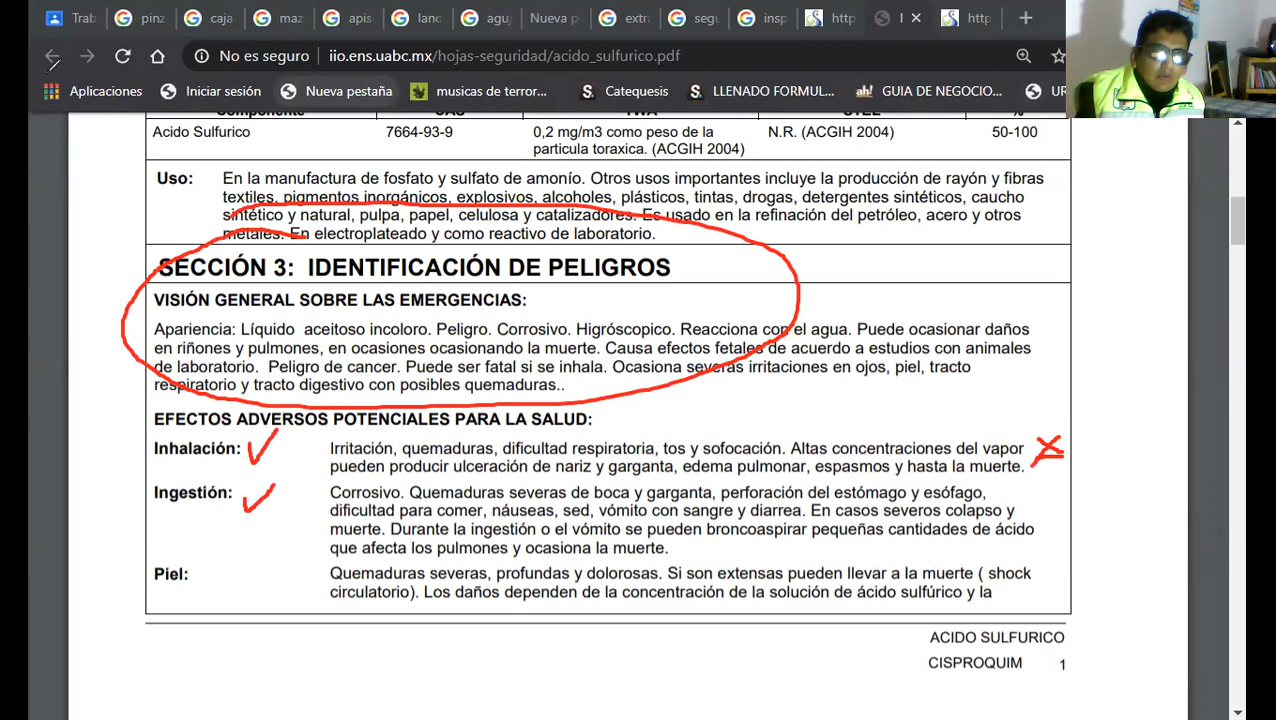 Trab
pinz
caja
maz
apis
lanc
aguj
Nueva p
extra
segu
insp
http
I
http
No es seguro
iio.ens.uabc.mx/hojas-seguridad/acido_sulfurico.pdf
Aplicaciones
Iniciar sesión
Nueva pestaña
musicas de terror...
Catequesis
LLENADO FORMUL...
GUIA DE NEGOCIO...
UR
Componente CAS TWA STEL %
Acido Sulfurico 7664-93-9 0,2 mg/m3 como peso de la N.R. (ACGIH 2004) 50-100
particula toraxica. (ACGIH 2004)
Uso: En la manufactura de fosfato y sulfato de amonío. Otros usos importantes incluye la producción de rayón y fibras
textiles, pigmentos inorgánicos, explosivos, alcoholes, plásticos, tintas, drogas, detergentes sintéticos, caucho
sintético y natural, pulpa, papel, celulosa y catalizadores. Es usado en la refinación del petróleo, acero y otros
metales. En electroplateado y como reactivo de laboratorio.
SECCIÓN 3: IDENTIFICACIÓN DE PELIGROS
VISIÓN GENERAL SOBRE LAS EMERGENCIAS:
Apariencia: Líquido aceitoso incoloro. Peligro. Corrosivo. Higróscopico. Reacciona con el agua. Puede ocasionar daños
en riñones y pulmones, en ocasiones ocasionando la muerte. Causa efectos fetales de acuerdo a estudios con animales
de laboratorio. Peligro de cancer. Puede ser fatal si se inhala. Ocasiona severas irritaciones en ojos, piel, tracto
respiratorio y tracto digestivo con posibles quemaduras..
EFECTOS ADVERSOS POTENCIALES PARA LA SALUD:
Inhalación: Irritación, quemaduras, dificultad respiratoria, tos y sofocación. Altas concentraciones del vapor
pueden producir ulceración de nariz y garganta, edema pulmonar, espasmos y hasta la muerte.
Ingestión: Corrosivo. Quemaduras severas de boca y garganta, perforación del estómago y esófago,
dificultad para comer, náuseas, sed, vómito con sangre y diarrea. En casos severos colapso y
muerte. Durante la ingestión o el vómito se pueden broncoaspirar pequeñas cantidades de ácido
que afecta los pulmones y ocasiona la muerte.
Piel: Quemaduras severas, profundas y dolorosas. Si son extensas pueden llevar a la muerte ( shock
circulatorio). Los daños dependen de la concentración de la solución de ácido sulfúrico y la
ACIDO SULFURICO
CISPROQUIM 1